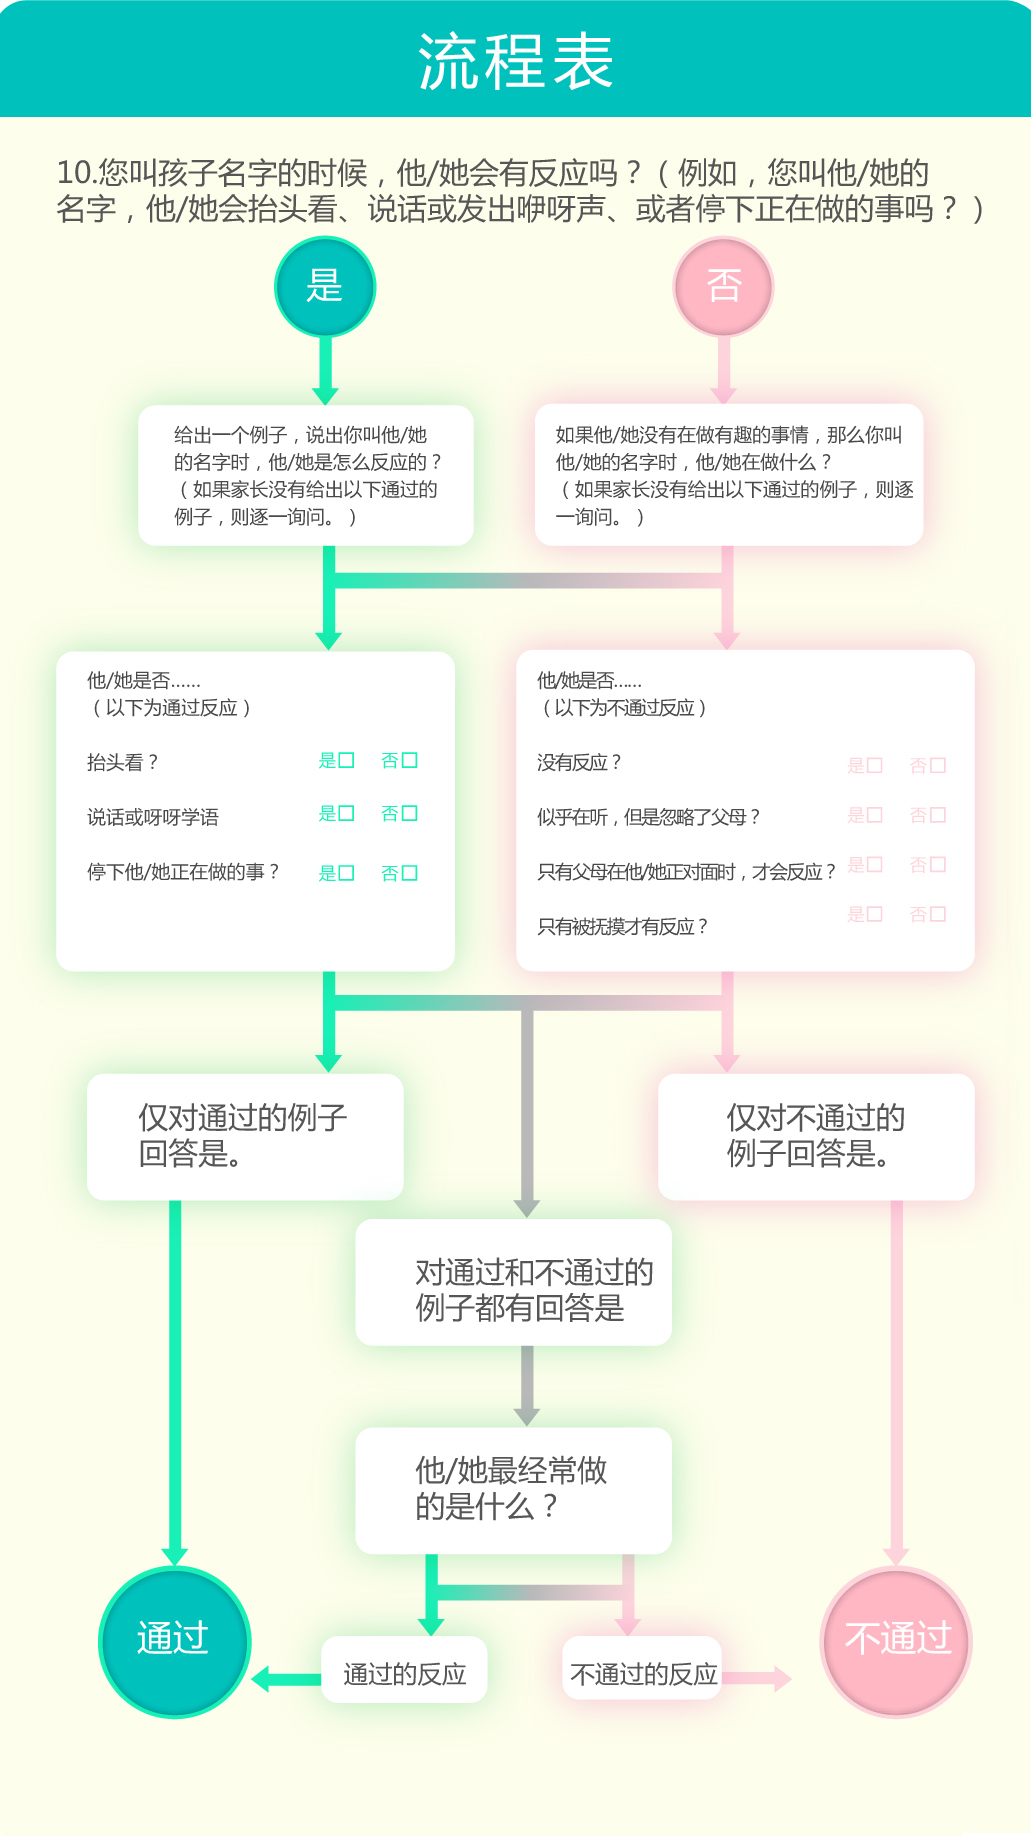 流程表
10.您叫孩子名字的时候，他/她会有反应吗？（例如，您叫他/她的
名字，他/她会抬头看、说话或发出咿呀声、或者停下正在做的事吗？）
是
否
给出一个例子，说出你叫他/她
的名字时，他/她是怎么反应的？
（如果家长没有给出以下通过的
例子，则逐一询问。）
如果他/她没有在做有趣的事情，那么你叫
他/她的名字时，他/她在做什么？
（如果家长没有给出以下通过的例子，则逐
一询问。）
他/她是否......
（以下为通过反应）
抬头看？ 是□ 否□
说话或呀呀学语 是□ 否□
停下他/她正在做的事？ 是□ 否□
他/她是否......
（以下为不通过反应）
没有反应？ 是□ 否□
似乎在听，但是忽略了父母？ 是□ 否□
只有父母在他/她正对面时，才会反应？ 是□ 否□
只有被抚摸才有反应？ 是□ 否□
仅对通过的例子
回答是。
仅对不通过的
例子回答是。
对通过和不通过的
例子都有回答是
他/她最经常做
的是什么？
通过
不通过
通过的反应
不通过的反应